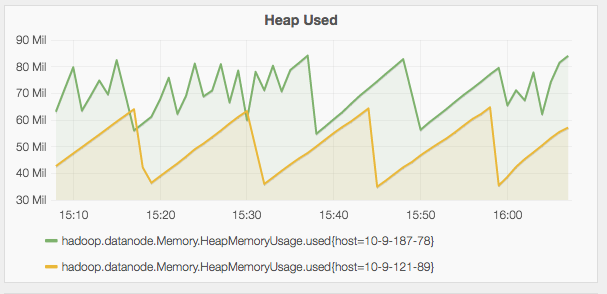 Heap Used
90 Mil
80 Mil
70 Mil
60 Mil
50 Mil
40 Mil
30 Mil
15:10 15:20 15:30 15:40 15:50 16:00
hadoop.datanode.Memory.HeapMemoryUsage.used{host=10-9-187-78}
hadoop.datanode.Memory.HeapMemoryUsage.used{host=10-9-121-89}